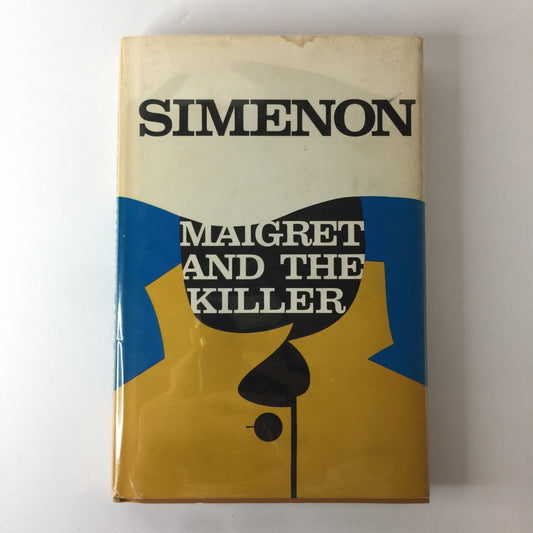 SIMENON
MAIGRET
AND THE
KILLER